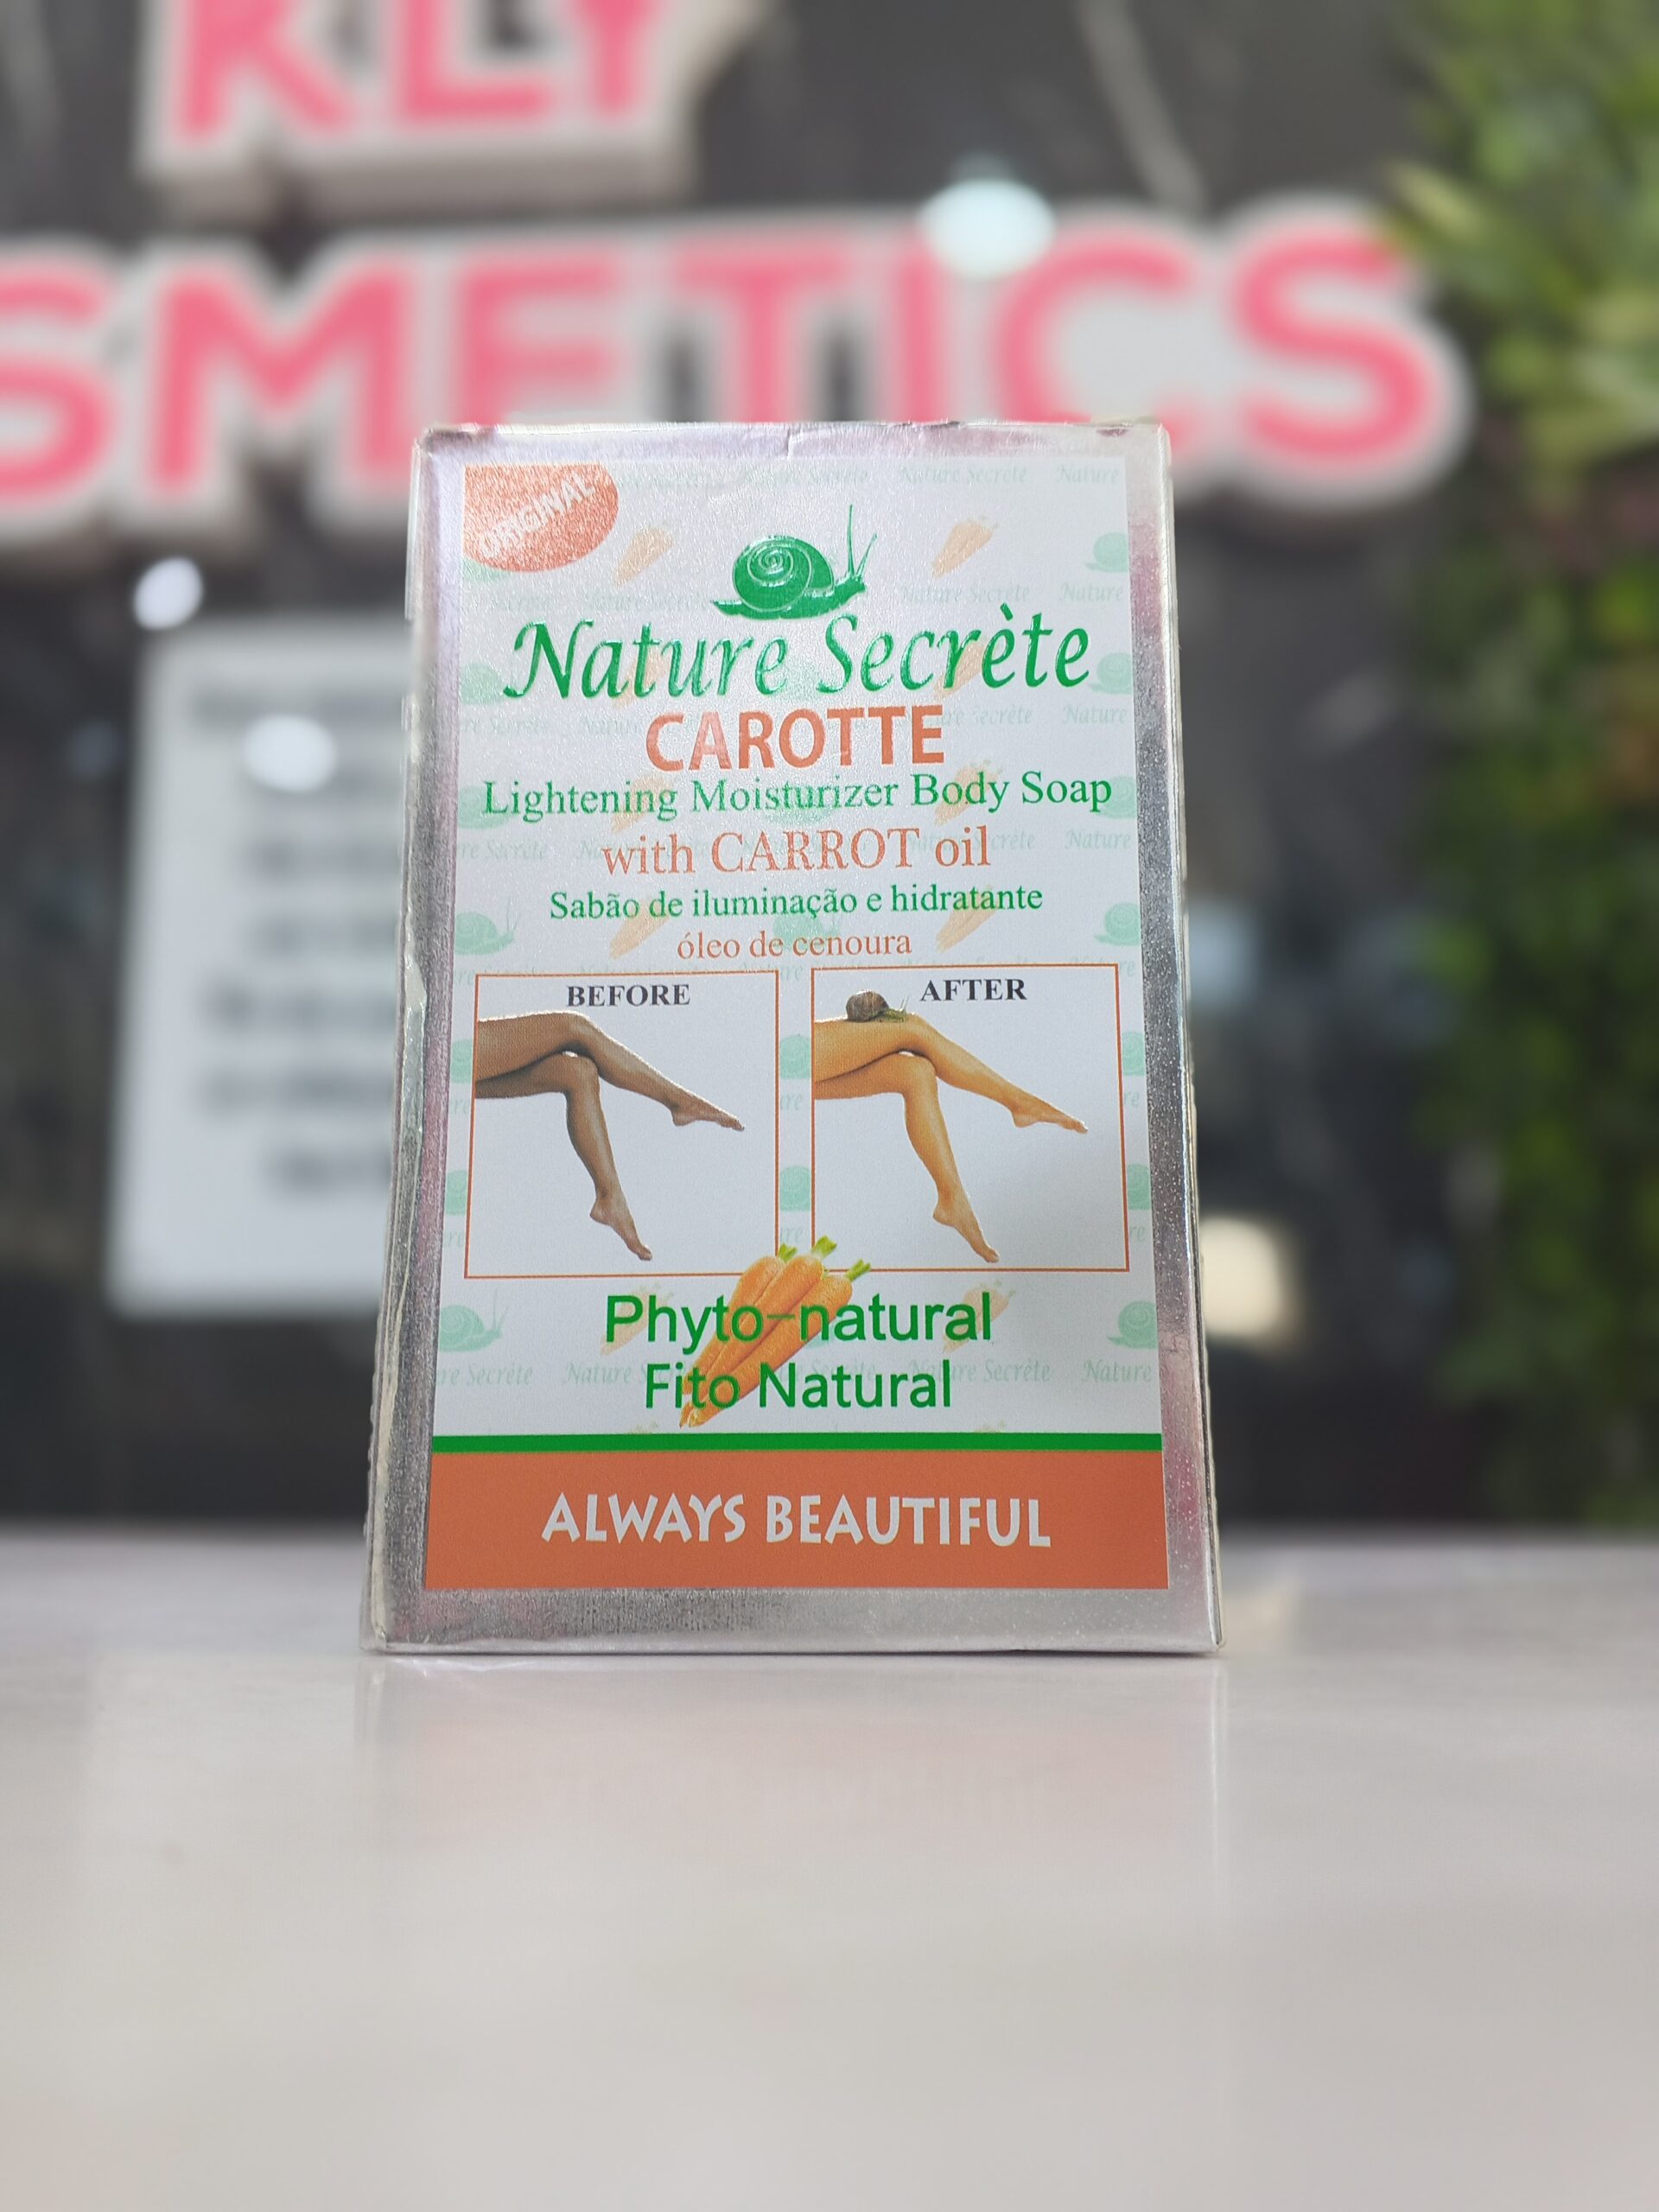 KLY
SMETICS
ORIGINAL
Nature Secrète
CAROTTE
Lightening Moisturizer Body Soap
with CARROT oil
Sabão de iluminação e hidratante
óleo de cenoura
BEFORE
AFTER
Phyto-natural
Fito Natural
ALWAYS BEAUTIFUL